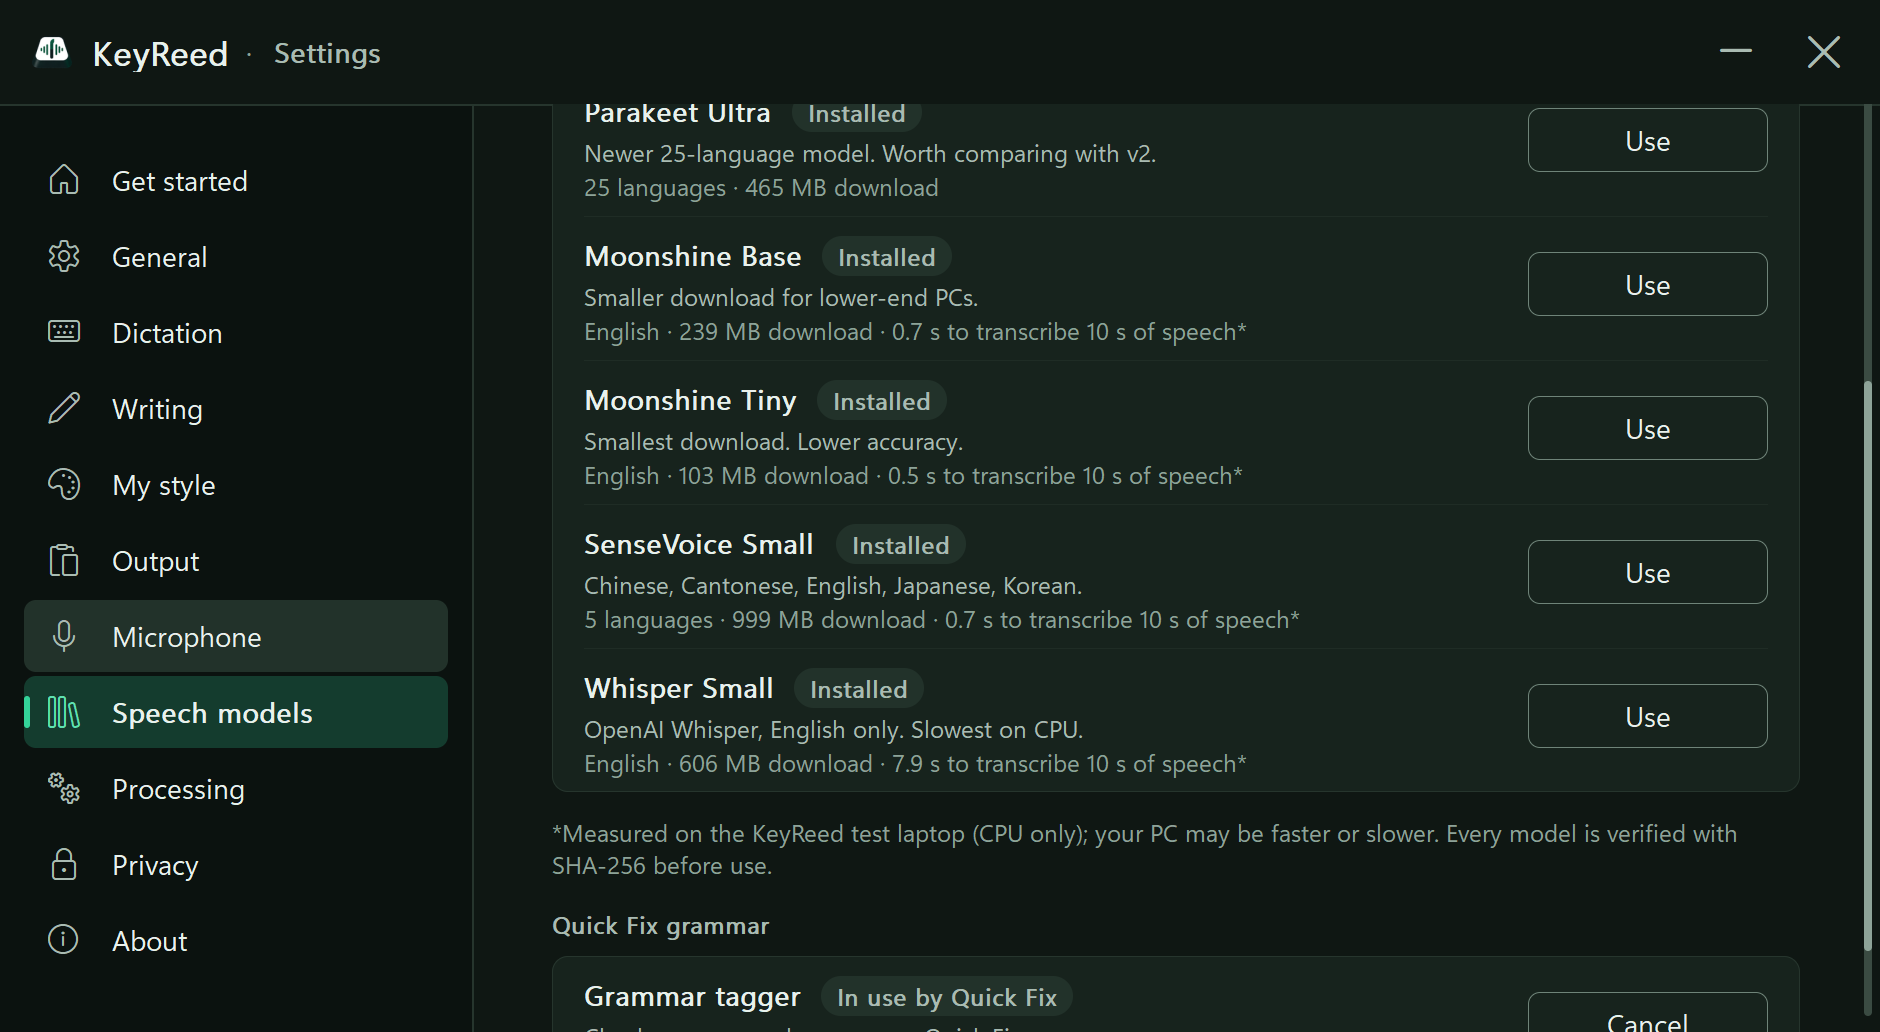 KeyReed · Settings
Get started
General
Dictation
Writing
My style
Output
Microphone
Speech models
Processing
Privacy
About
Parakeet Ultra Installed
Newer 25-language model. Worth comparing with v2.
25 languages · 465 MB download
Use
Moonshine Base Installed
Smaller download for lower-end PCs.
English · 239 MB download · 0.7 s to transcribe 10 s of speech*
Use
Moonshine Tiny Installed
Smallest download. Lower accuracy.
English · 103 MB download · 0.5 s to transcribe 10 s of speech*
Use
SenseVoice Small Installed
Chinese, Cantonese, English, Japanese, Korean.
5 languages · 999 MB download · 0.7 s to transcribe 10 s of speech*
Use
Whisper Small Installed
OpenAI Whisper, English only. Slowest on CPU.
English · 606 MB download · 7.9 s to transcribe 10 s of speech*
Use
*Measured on the KeyReed test laptop (CPU only); your PC may be faster or slower. Every model is verified with
SHA-256 before use.
Quick Fix grammar
Grammar tagger In use by Quick Fix
Cancel